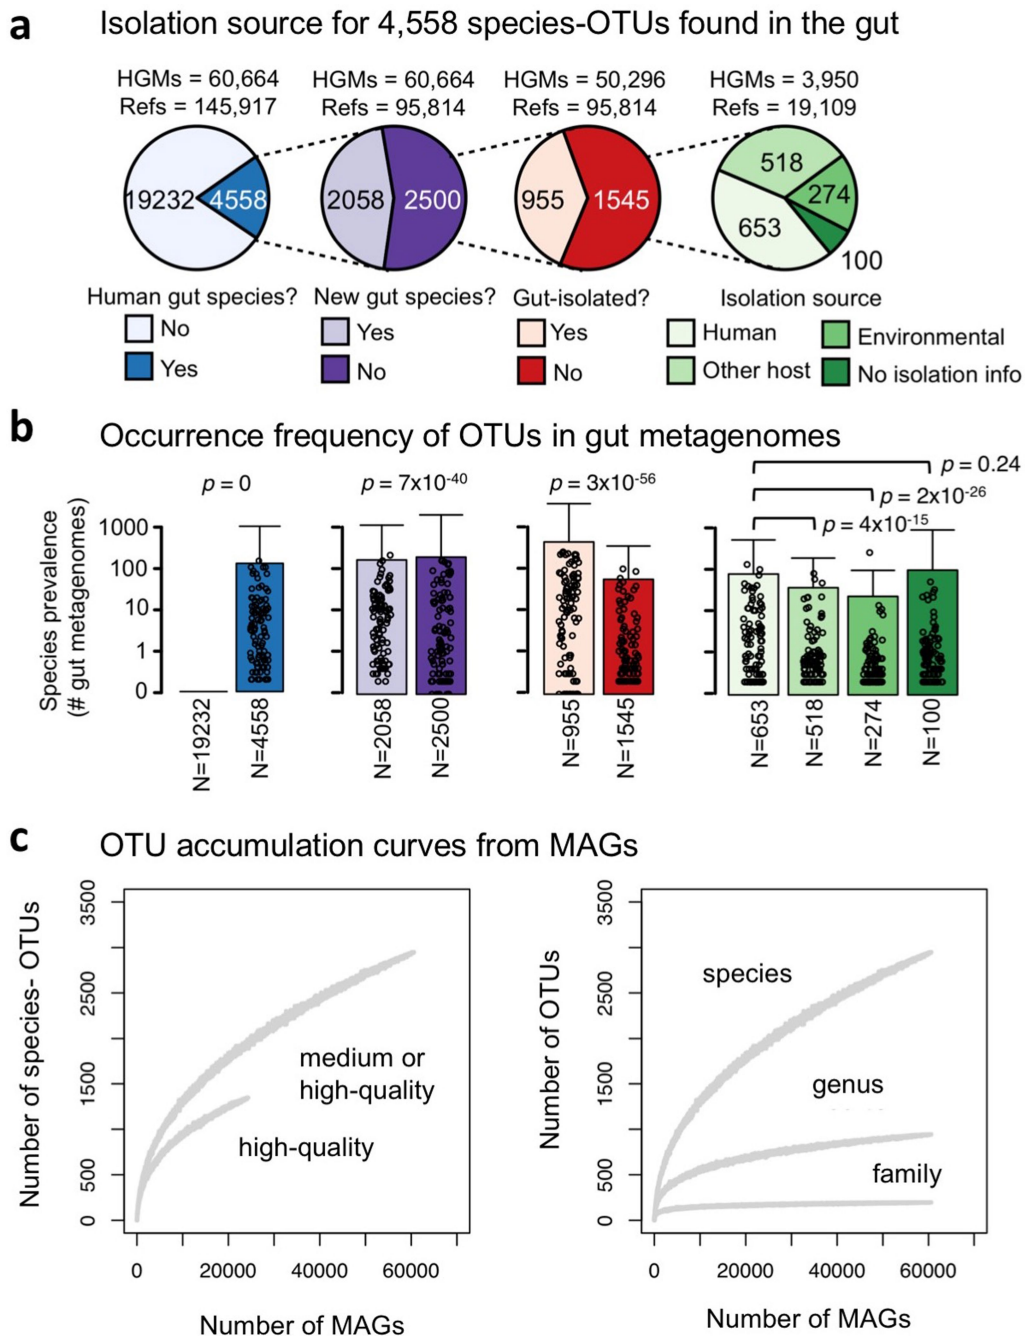 a Isolation source for 4,558 species-OTUs found in the gut
HGMs = 60,664
Refs = 145,917
HGMs = 60,664
Refs = 95,814
HGMs = 50,296
Refs = 95,814
HGMs = 3,950
Refs = 19,109
19232 4558
2058 2500
955 1545
518
274
653
100
Human gut species?
No
Yes
New gut species?
Yes
No
Gut-isolated?
Yes
No
Isolation source
Human
Other host
Environmental
No isolation info
b Occurrence frequency of OTUs in gut metagenomes
Species prevalence
(# gut metagenomes)
1000
100
10
1
0
p = 0
N=19232
N=4558
p = 7x10-40
N=2058
N=2500
p = 3x10-56
N=955
N=1545
p = 0.24
p = 2x10-26
p = 4x10-15
N=653
N=518
N=274
N=100
c OTU accumulation curves from MAGs
Number of species- OTUs
3500
2500
1500
500
0
medium or
high-quality
high-quality
0 20000 40000 60000
Number of MAGs
Number of OTUs
3500
2500
1500
500
0
species
genus
family
0 20000 40000 60000
Number of MAGs